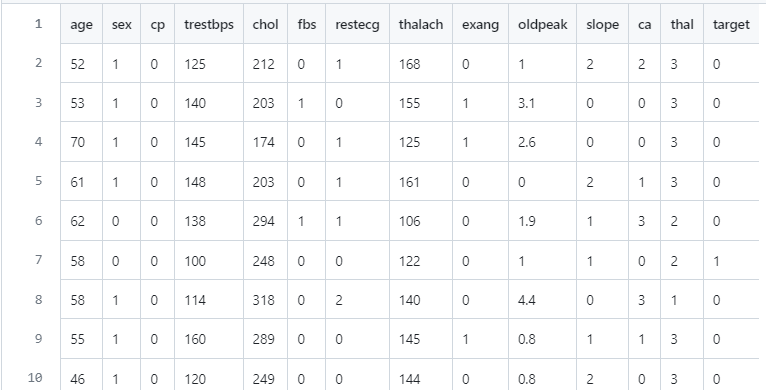 1 age sex cp trestbps chol fbs restecg thalach exang oldpeak slope ca thal target
2 52 1 0 125 212 0 1 168 0 1 2 2 3 0
3 53 1 0 140 203 1 0 155 1 3.1 0 0 3 0
4 70 1 0 145 174 0 1 125 1 2.6 0 0 3 0
5 61 1 0 148 203 0 1 161 0 0 2 1 3 0
6 62 0 0 138 294 1 1 106 0 1.9 1 3 2 0
7 58 0 0 100 248 0 0 122 0 1 1 0 2 1
8 58 1 0 114 318 0 2 140 0 4.4 0 3 1 0
9 55 1 0 160 289 0 0 145 1 0.8 1 1 3 0
10 46 1 0 120 249 0 0 144 0 0.8 2 0 3 0